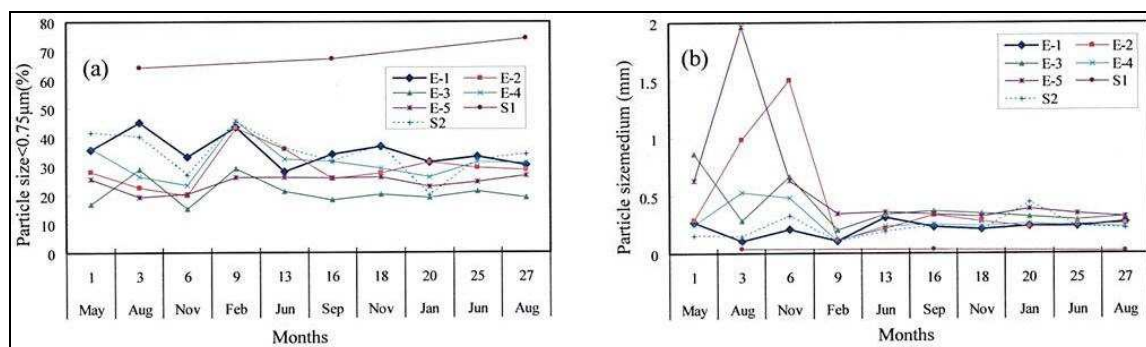 (a)
Particle size<0.75μm(%)
80
70
60
50
40
30
20
10
0
E-1 E-2
E-3 E-4
E-5 S1
S2
1 3 6 9 13 16 18 20 25 27
May Aug Nov Feb Jun Sep Nov Jan Jun Aug
Months
(b)
Particle sizemedium (mm)
2
1.5
1
0.5
0
E-1 E-2
E-3 E-4
E-5 S1
S2
1 3 6 9 13 16 18 20 25 27
May Aug Nov Feb Jun Sep Nov Jan Jun Aug
Months